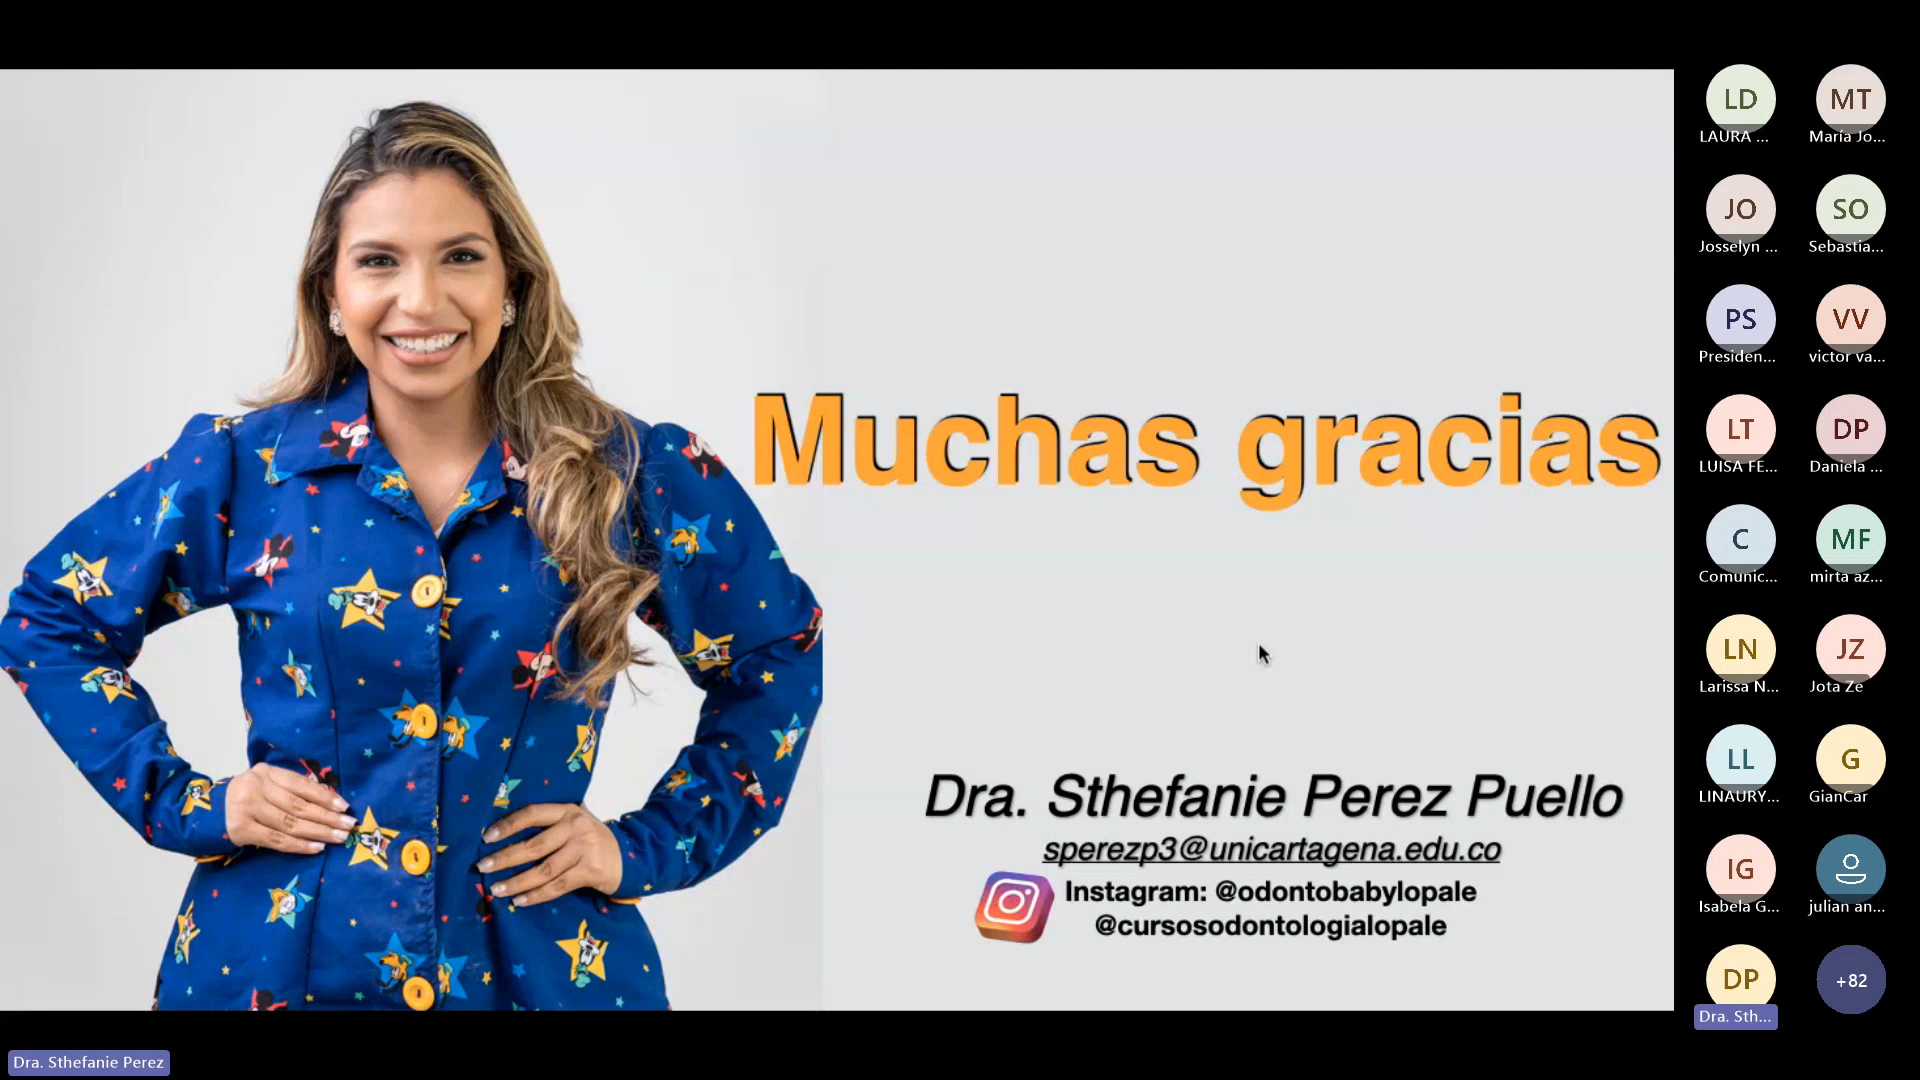 Muchas gracias
Dra. Sthefanie Perez Puello
sperezp3@unicartagena.edu.co
Instagram: @odontobabylopale
@cursosodontologialopale
LD
LAURA ...
MT
María Jo...
JO
Josselyn ...
SO
Sebastia...
PS
Presiden...
VV
victor va...
LT
LUISA FE...
DP
Daniela ...
C
Comunic...
MF
mirta az...
LN
Larissa N...
JZ
Jota Ze
LL
LINAURY...
G
GianCar
IG
Isabela G...
julian an...
DP
Dra. Sth...
+82
Dra. Sthefanie Perez